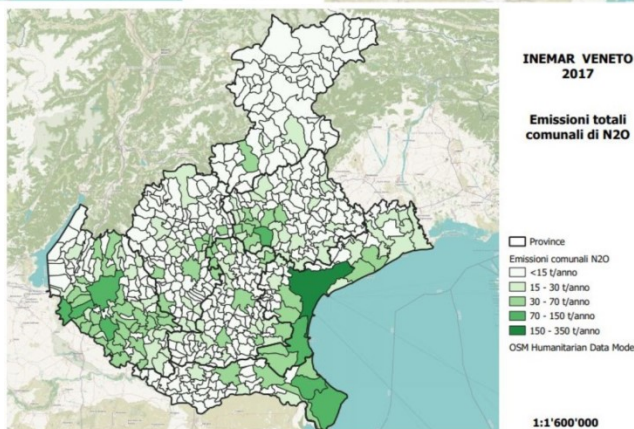 INEMAR VENETO
2017
Emissioni totali
comunali di N2O
Province
Emissioni comunali N2O
<15 t/anno
15 - 30 t/anno
30 - 70 t/anno
70 - 150 t/anno
150 - 350 t/anno
OSM Humanitarian Data Mode
1:1'600'000